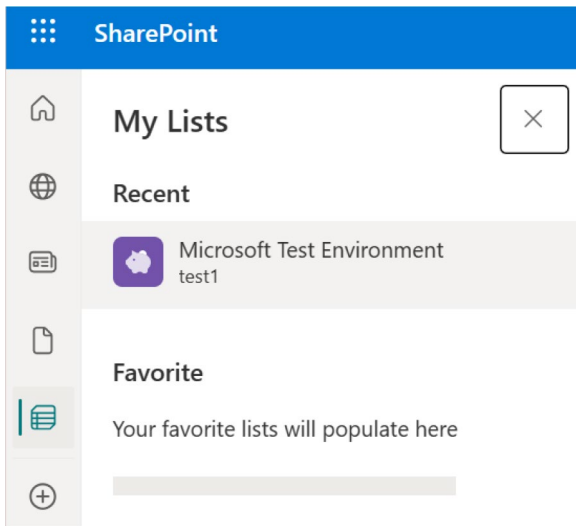 SharePoint
My Lists
Recent
Microsoft Test Environment
test1
Favorite
Your favorite lists will populate here